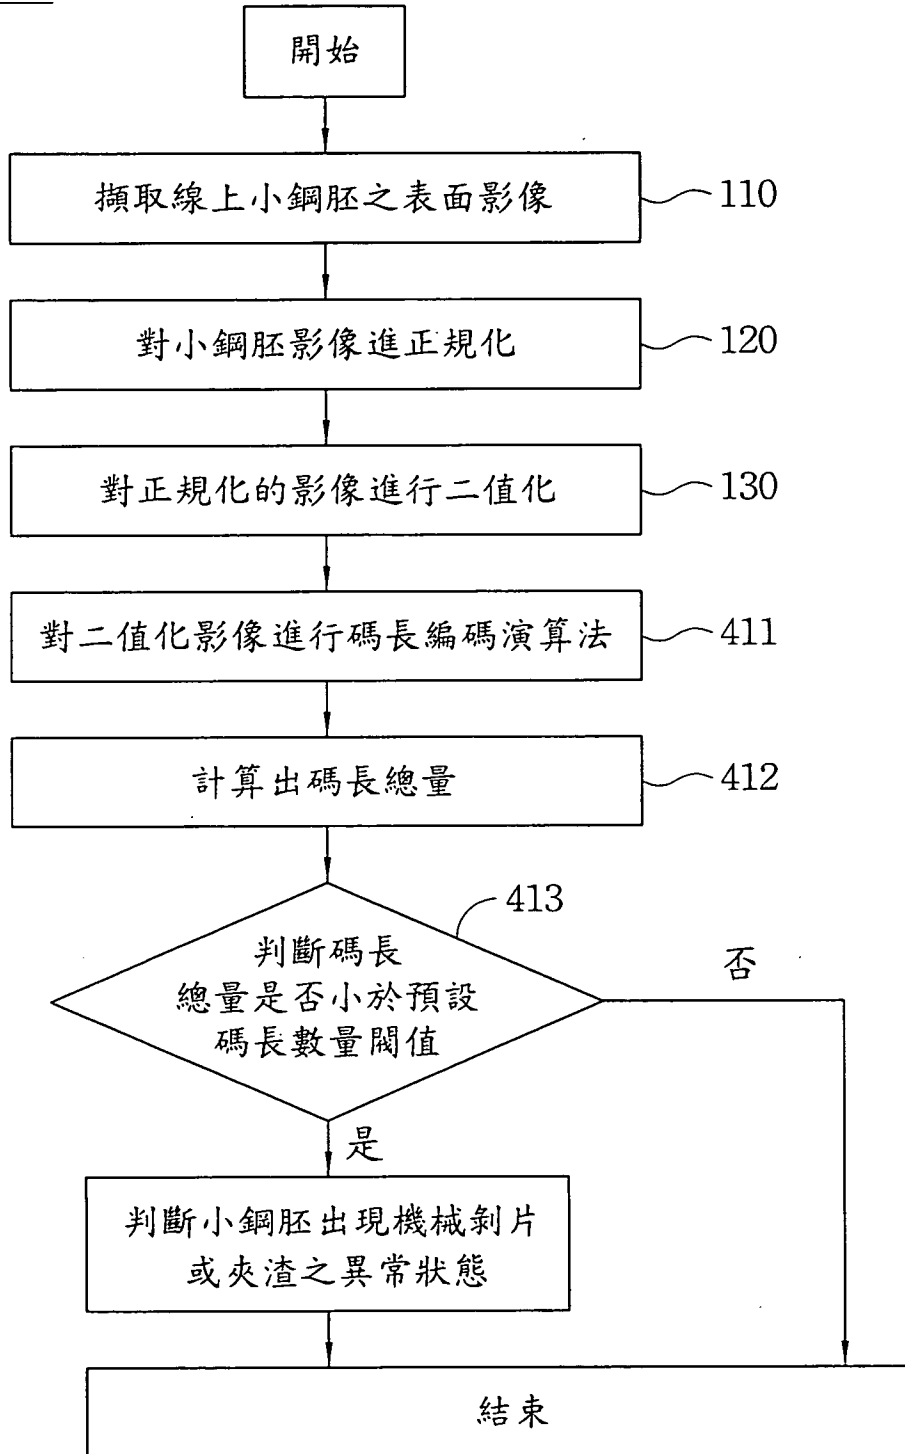 開始
擷取線上小鋼胚之表面影像
110
對小鋼胚影像進正規化
120
對正規化的影像進行二值化
130
對二值化影像進行碼長編碼演算法
411
計算出碼長總量
412
413
判斷碼長
總量是否小於預設
碼長數量閥值
否
是
判斷小鋼胚出現機械剝片
或夾渣之異常狀態
結束